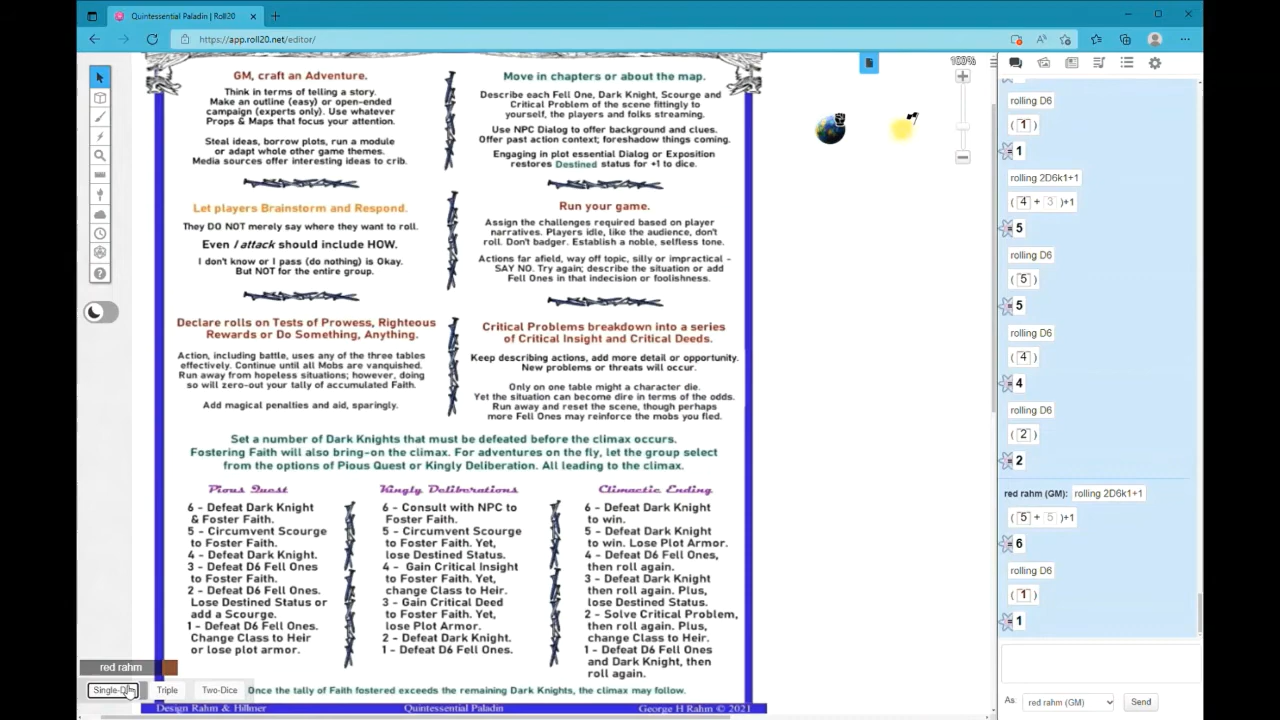 Quintessential Paladin | Roll20
https://app.roll20.net/editor/
GM, craft an Adventure.
Think in terms of telling a story.
Make an outline (easy) or open-ended
campaign (experts only). Use whatever
Props & Maps that focus your attention.
Steal ideas, borrow plots, run a module
or adapt whole other game themes.
Media sources offer interesting ideas to crib.
Move in chapters or about the map.
Describe each Fell One, Dark Knight, Scourge and
Critical Problem of the scene fittingly to
yourself, the players and folks streaming.
Use NPC Dialog to offer background and clues.
Offer past action context; foreshadow things coming.
Engaging in plot essential Dialog or Exposition
restores Destined status for +1 to dice.
Let players Brainstorm and Respond.
They DO NOT merely say where they want to roll.
Even I attack should include HOW.
I don't know or I pass (do nothing) is Okay.
But NOT for the entire group.
Run your game.
Assign the challenges required based on player
narratives. Players idle, like the audience, don't
roll. Don't badger. Establish a noble, selfless tone.
Actions far afield, way off topic, silly or impractical -
SAY NO. Try again; describe the situation or add
Fell Ones in that indecision or foolishness.
Declare rolls on Tests of Prowess, Righteous
Rewards or Do Something, Anything.
Action, including battle, uses any of the three tables
effectively. Continue until all Mobs are vanquished.
Run away from hopeless situations; however, doing
so will zero-out your tally of accumulated Faith.
Add magical penalties and aid, sparingly.
Critical Problems breakdown into a series
of Critical Insight and Critical Deeds.
Keep describing actions, add more detail or opportunity.
New problems or threats will occur.
Only on one table might a character die.
Yet the situation can become dire in terms of the odds.
Run away and reset the scene, though perhaps
more Fell Ones may reinforce the mobs you fled.
Set a number of Dark Knights that must be defeated before the climax occurs.
Fostering Faith will also bring-on the climax. For adventures on the fly, let the group select
from the options of Pious Quest or Kingly Deliberation. All leading to the climax.
Pious Quest
6 - Defeat Dark Knight
& Foster Faith.
5 - Circumvent Scourge
to Foster Faith.
4 - Defeat Dark Knight.
3 - Defeat D6 Fell Ones
to Foster Faith.
2 - Defeat D6 Fell Ones.
Lose Destined Status or
add a Scourge.
1 - Defeat D6 Fell Ones.
Change Class to Heir
or lose plot armor.
Kingly Deliberations
6 - Consult with NPC to
Foster Faith.
5 - Circumvent Scourge
to Foster Faith. Yet,
lose Destined Status.
4 - Gain Critical Insight
to Foster Faith. Yet,
change Class to Heir.
3 - Gain Critical Deed
to Foster Faith. Yet,
lose Plot Armor.
2 - Defeat Dark Knight.
1 - Defeat D6 Fell Ones.
Climactic Ending
6 - Defeat Dark Knight
to win.
5 - Defeat Dark Knight
to win. Lose Plot Armor.
4 - Defeat D6 Fell Ones,
then roll again.
3 - Defeat Dark Knight
then roll again. Plus,
lose Destined Status.
2 - Solve Critical Problem,
then roll again. Plus,
change Class to Heir.
1 - Defeat D6 Fell Ones
and Dark Knight, then
roll again.
Once the tally of Faith fostered exceeds the remaining Dark Knights, the climax may follow.
Design Rahm & Hillmer
Quintessential Paladin
George H Rahm © 2021
red rahm
Single-Di
Triple
Two-Dice
100%
rolling D6
(1)
=1
rolling 2D6k1+1
(4 + 3)+1
=5
rolling D6
(5)
=5
rolling D6
(4)
=4
rolling D6
(2)
=2
red rahm (GM): rolling 2D6k1+1
(5 + 5)+1
=6
rolling D6
(1)
=1
As:
red rahm (GM)
Send